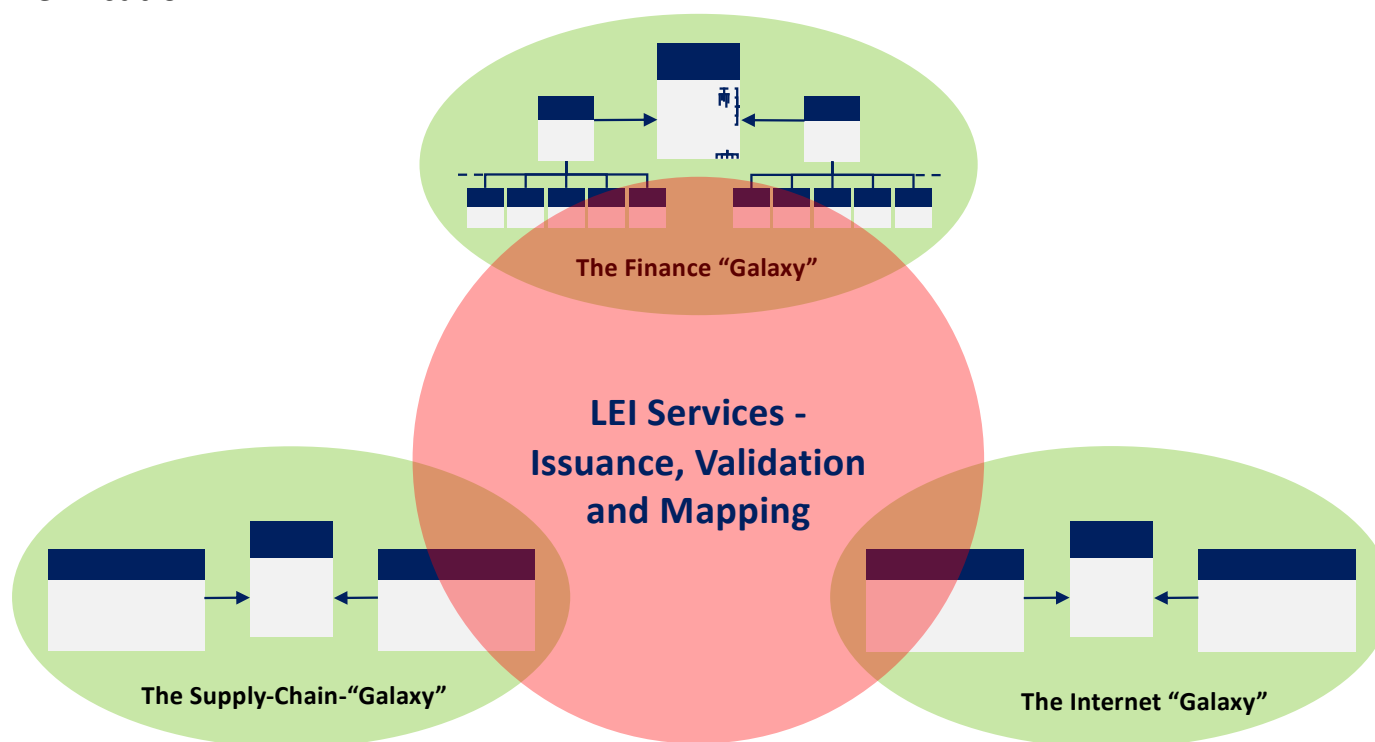 The Finance “Galaxy”
LEI Services -
Issuance, Validation
and Mapping
The Supply-Chain-“Galaxy”
The Internet “Galaxy”